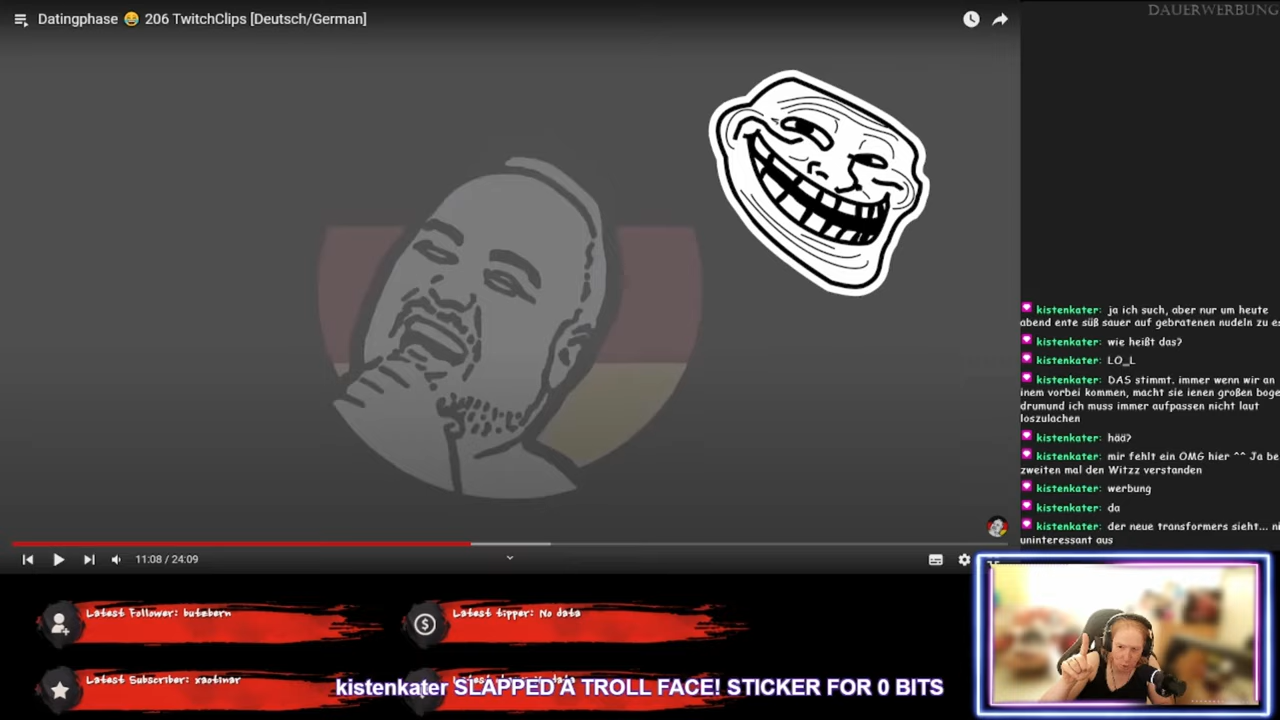 Datingphase 😂 206 TwitchClips [Deutsch/German]
DAUERWERBUNG
kistenkater: ja ich such, aber nur um heute
abend ente süß sauer auf gebratenen nudeln zu
kistenkater: wie heißt das?
kistenkater: LO_L
kistenkater: DAS stimmt. immer wenn wir an
inem vorbei kommen, macht sie ienen großen boge
drumund ich muss immer aufpassen nicht laut
loszulachen
kistenkater: hää?
kistenkater: mir fehlt ein OMG hier ^^ Ja be
zweiten mal den Witzz verstanden
kistenkater: werbung
kistenkater: da
kistenkater: der neue transformers sieht... ni
uninteressant aus
11:08 / 24:09
Latest Follower: butzbern
Latest tipper: No data
Latest Subscriber: xaotinar
kistenkater SLAPPED A TROLL FACE! STICKER FOR 0 BITS